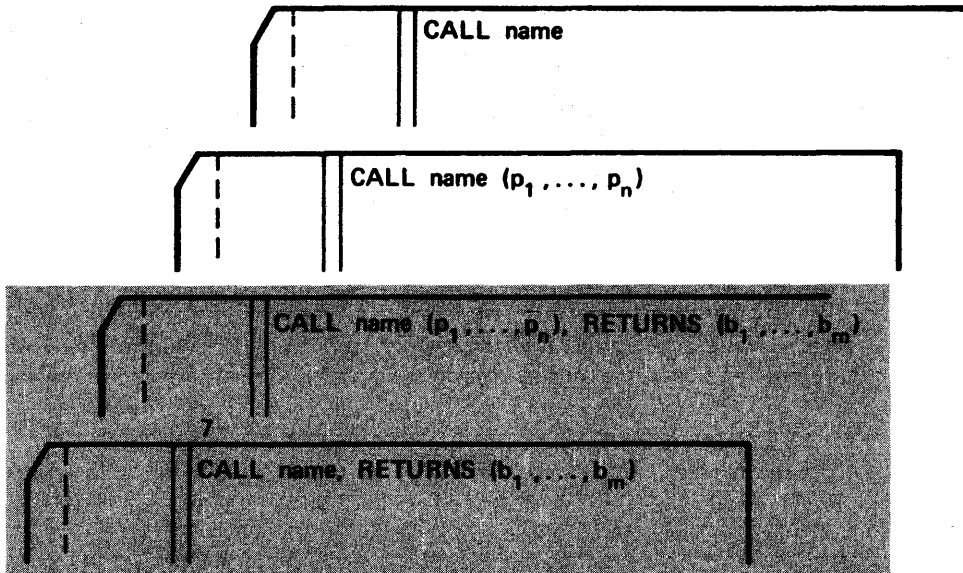 CALL name
CALL name (p₁ , . . . , pₙ)
CALL name (p₁ , . . . , pₙ), RETURNS (b₁ , . . . , bₘ)
7
CALL name, RETURNS (b₁ , . . . , bₘ)